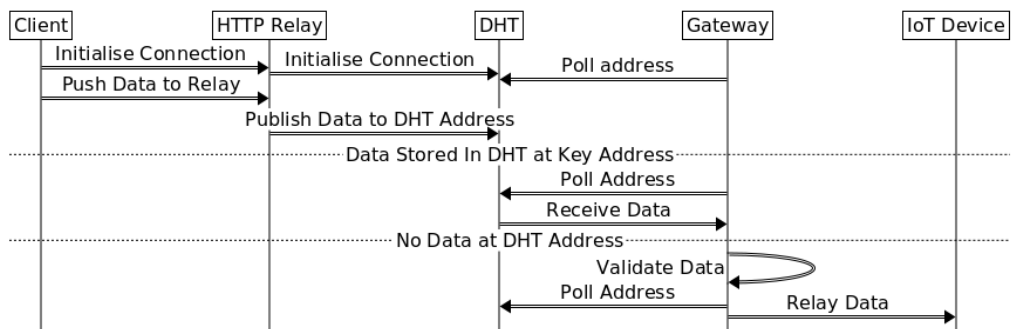 Client
HTTP Relay
DHT
Gateway
IoT Device
Initialise Connection
Initialise Connection
Poll address
Push Data to Relay
Publish Data to DHT Address
Data Stored In DHT at Key Address
Poll Address
Receive Data
No Data at DHT Address
Validate Data
Poll Address
Relay Data